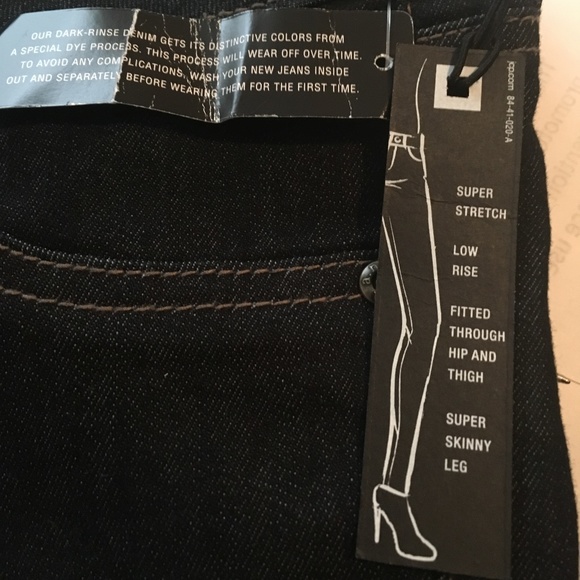 OUR DARK-RINSE DENIM GETS ITS DISTINCTIVE COLORS FROM
A SPECIAL DYE PROCESS. THIS PROCESS WILL WEAR OFF OVER TIME.
TO AVOID ANY COMPLICATIONS, WASH YOUR NEW JEANS INSIDE
OUT AND SEPARATELY BEFORE WEARING THEM FOR THE FIRST TIME.
jcp.com 84-41-020-A
SUPER
STRETCH
LOW
RISE
FITTED
THROUGH
HIP AND
THIGH
SUPER
SKINNY
LEG